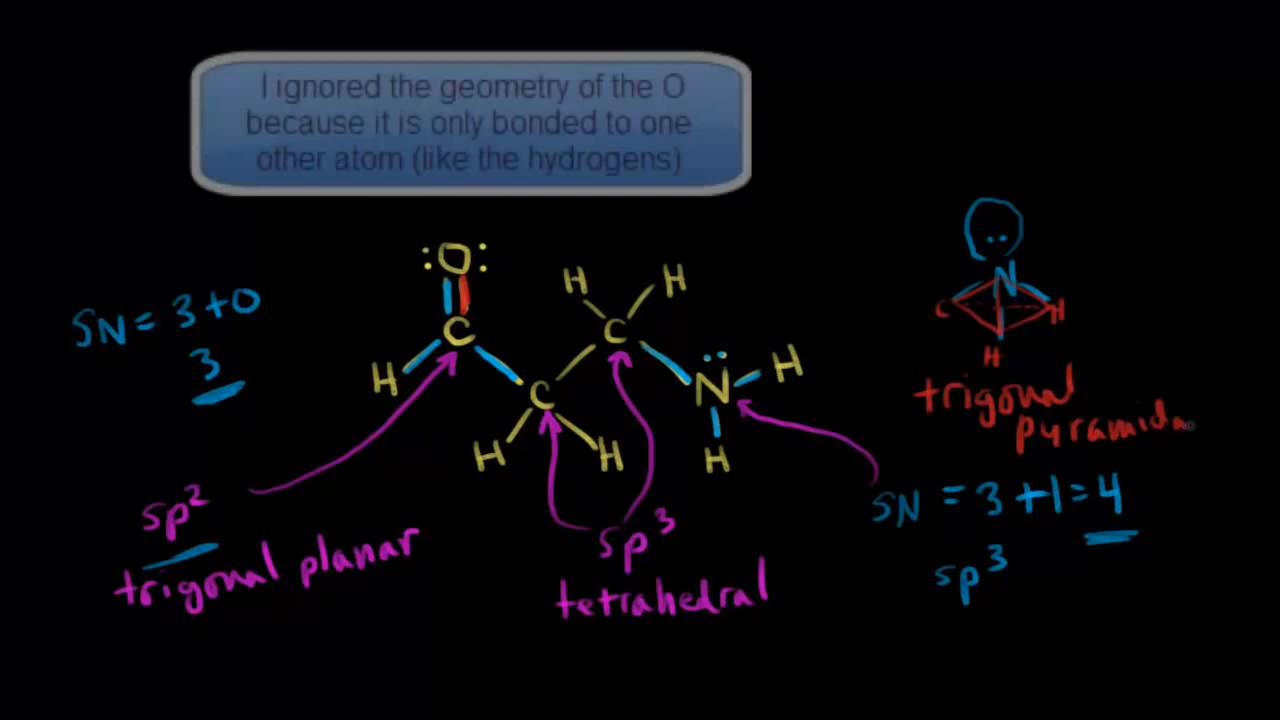 I ignored the geometry of the O
because it is only bonded to one
other atom (like the hydrogens)
SN = 3+0
3
:O:
H H
C C
H C N H
H H H
sp²
trigonal planar
sp³
tetrahedral
N
C H
H
trigonal
pyramida
SN = 3+1=4
sp³